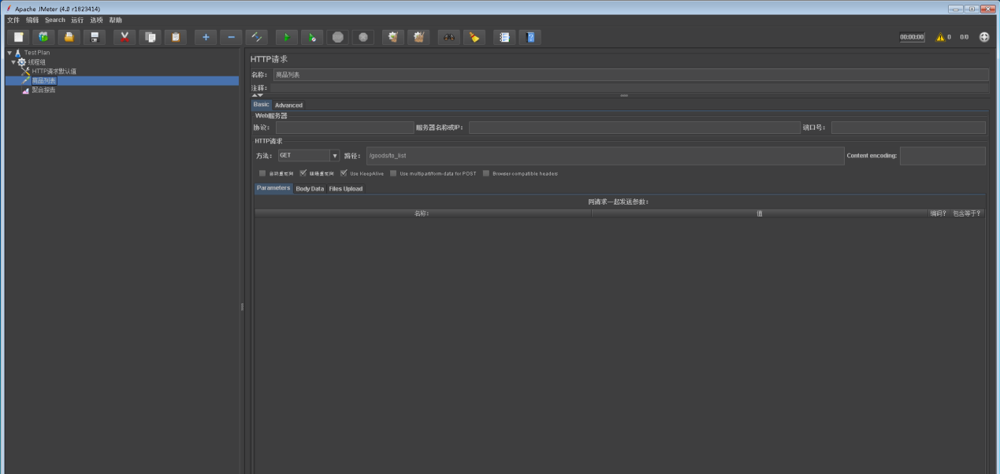 Apache JMeter (4.0 r1823414)
文件 编辑 Search 运行 选项 帮助
00:00:00 0 0/0
Test Plan
线程组
HTTP请求默认值
商品列表
聚合报告
HTTP请求
名称： 商品列表
注释：
Basic Advanced
Web服务器
协议： 服务器名称或IP： 端口号：
HTTP请求
方法： GET 路径： /goods/to_list Content encoding:
自动重定向 跟随重定向 Use KeepAlive Use multipart/form-data for POST Browser-compatible headers
Parameters Body Data Files Upload
同请求一起发送参数：
名称： 值 编码? 包含等于?